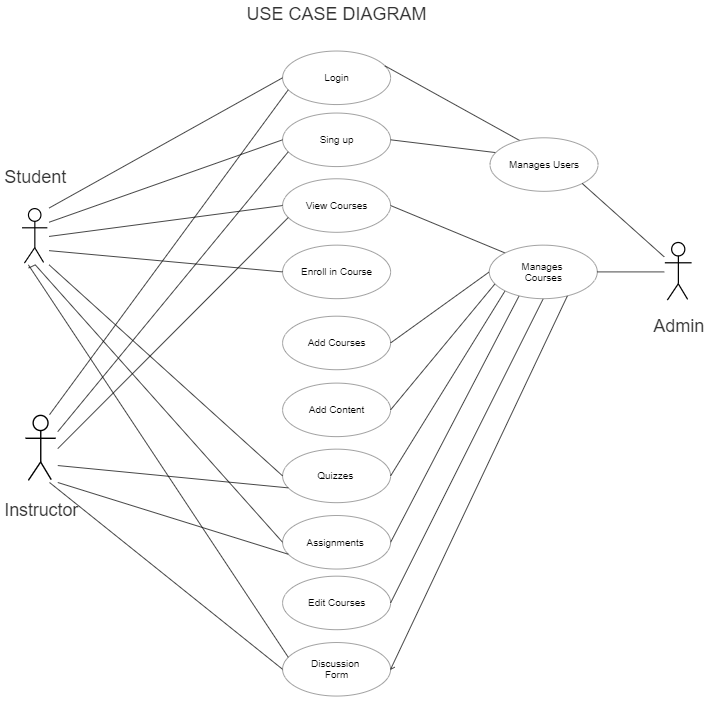 USE CASE DIAGRAM
Login
Sing up
Manages Users
Student
View Courses
Enroll in Course
Manages
Courses
Admin
Add Courses
Add Content
Quizzes
Instructor
Assignments
Edit Courses
Discussion
Form